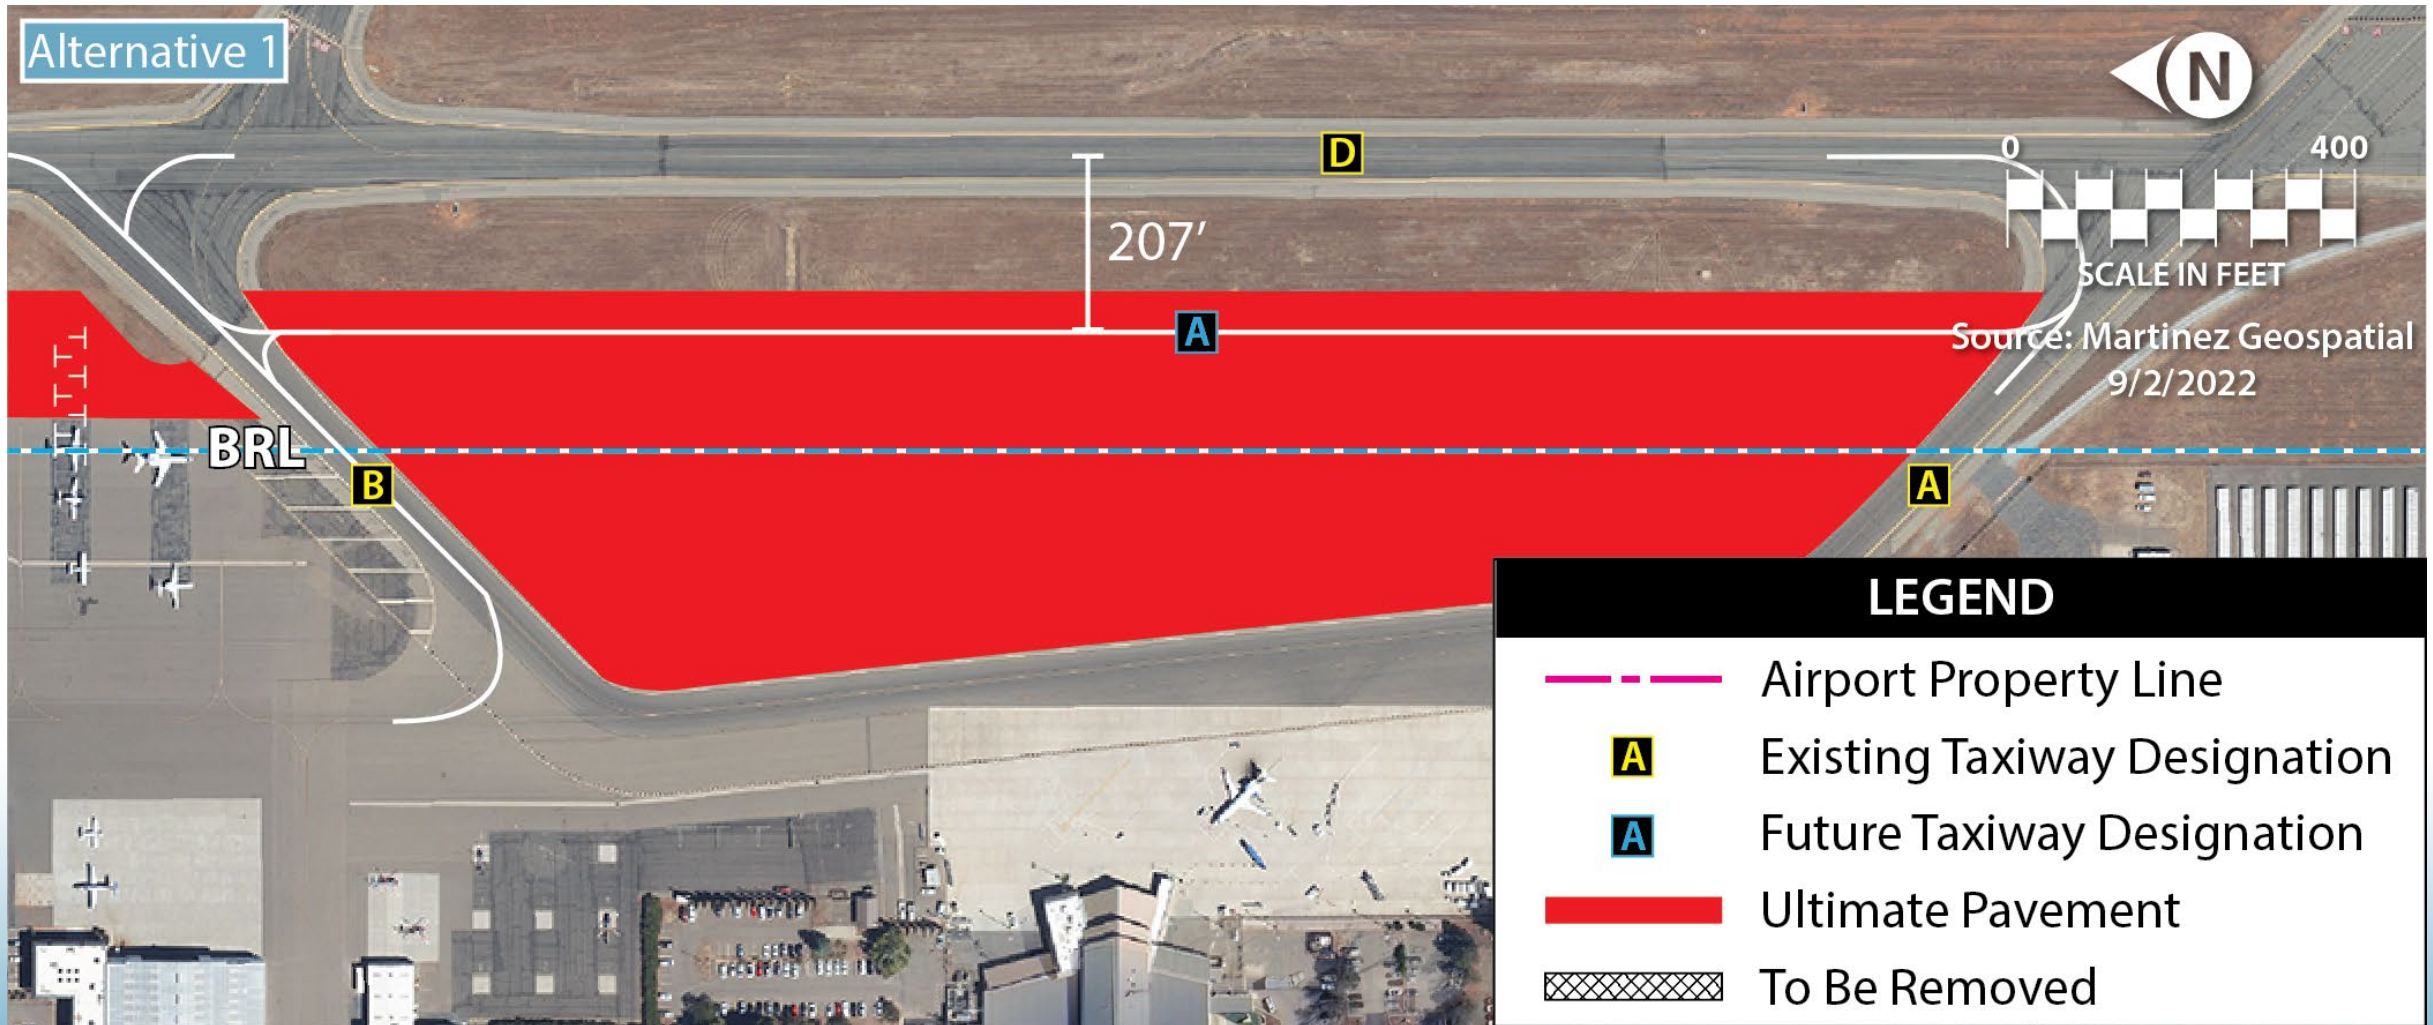 Alternative 1
N
D
0 400
207'
SCALE IN FEET
A
Source: Martinez Geospatial
9/2/2022
BRL
B
A
LEGEND
Airport Property Line
A Existing Taxiway Designation
A Future Taxiway Designation
Ultimate Pavement
To Be Removed